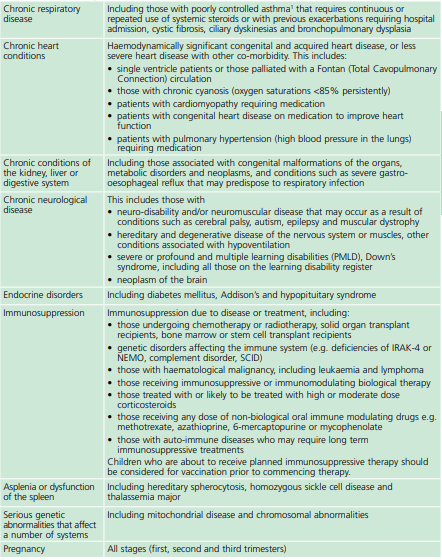 Chronic respiratory
disease
Including those with poorly controlled asthma¹ that requires continuous or
repeated use of systemic steroids or with previous exacerbations requiring hospital
admission, cystic fibrosis, ciliary dyskinesias and bronchopulmonary dysplasia
Chronic heart
conditions
Haemodynamically significant congenital and acquired heart disease, or less
severe heart disease with other co-morbidity. This includes:
• single ventricle patients or those palliated with a Fontan (Total Cavopulmonary
Connection) circulation
• those with chronic cyanosis (oxygen saturations <85% persistently)
• patients with cardiomyopathy requiring medication
• patients with congenital heart disease on medication to improve heart
function
• patients with pulmonary hypertension (high blood pressure in the lungs)
requiring medication
Chronic conditions of
the kidney, liver or
digestive system
Including those associated with congenital malformations of the organs,
metabolic disorders and neoplasms, and conditions such as severe gastro-
oesophageal reflux that may predispose to respiratory infection
Chronic neurological
disease
This includes those with
• neuro-disability and/or neuromuscular disease that may occur as a result of
conditions such as cerebral palsy, autism, epilepsy and muscular dystrophy
• hereditary and degenerative disease of the nervous system or muscles, other
conditions associated with hypoventilation
• severe or profound and multiple learning disabilities (PMLD), Down's
syndrome, including all those on the learning disability register
• neoplasm of the brain
Endocrine disorders
Including diabetes mellitus, Addison's and hypopituitary syndrome
Immunosuppression
Immunosuppression due to disease or treatment, including:
• those undergoing chemotherapy or radiotherapy, solid organ transplant
recipients, bone marrow or stem cell transplant recipients
• genetic disorders affecting the immune system (e.g. deficiencies of IRAK-4 or
NEMO, complement disorder, SCID)
• those with haematological malignancy, including leukaemia and lymphoma
• those receiving immunosuppressive or immunomodulating biological therapy
• those treated with or likely to be treated with high or moderate dose
corticosteroids
• those receiving any dose of non-biological oral immune modulating drugs e.g.
methotrexate, azathioprine, 6-mercaptopurine or mycophenolate
• those with auto-immune diseases who may require long term
immunosuppressive treatments
Children who are about to receive planned immunosuppressive therapy should
be considered for vaccination prior to commencing therapy.
Asplenia or dysfunction
of the spleen
Including hereditary spherocytosis, homozygous sickle cell disease and
thalassemia major
Serious genetic
abnormalities that affect
a number of systems
Including mitochondrial disease and chromosomal abnormalities
Pregnancy
All stages (first, second and third trimesters)